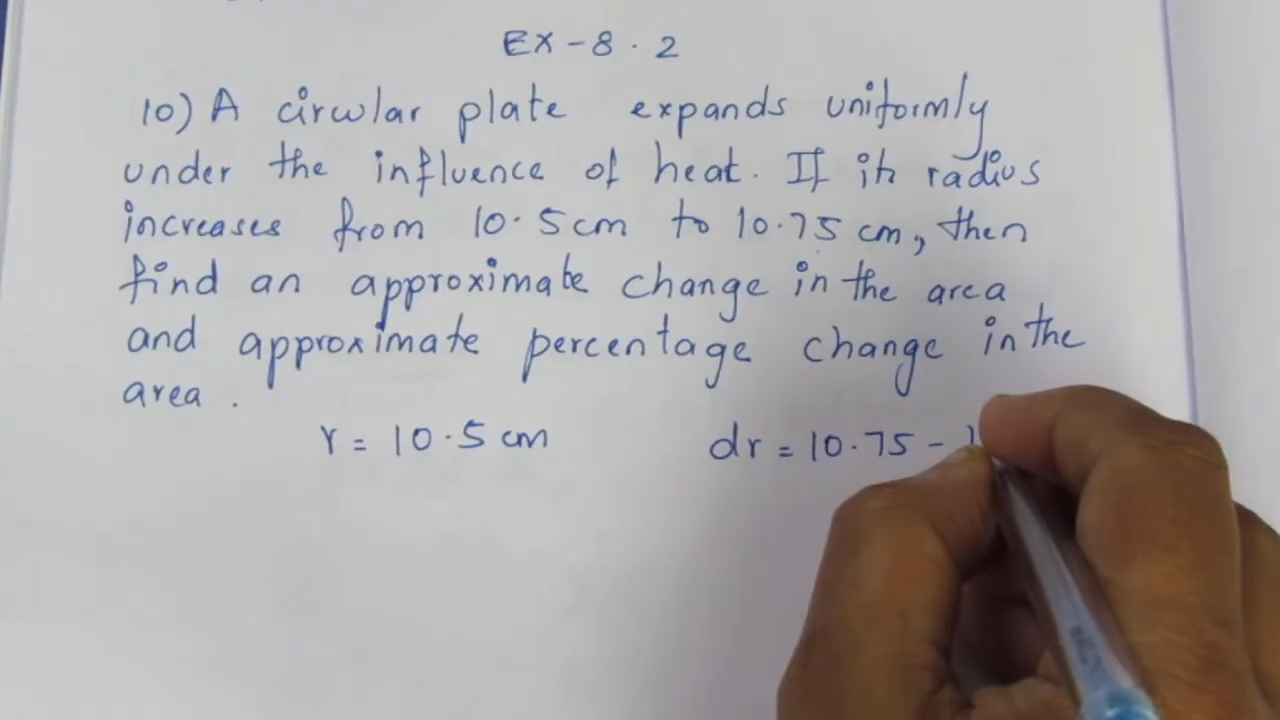 EX-8.2
10) A circular plate expands uniformly
under the influence of heat. If its radius
increases from 10.5cm to 10.75 cm, then
find an approximate change in the area
and approximate percentage change in the
area.
r = 10.5 cm dr = 10.75 - 1